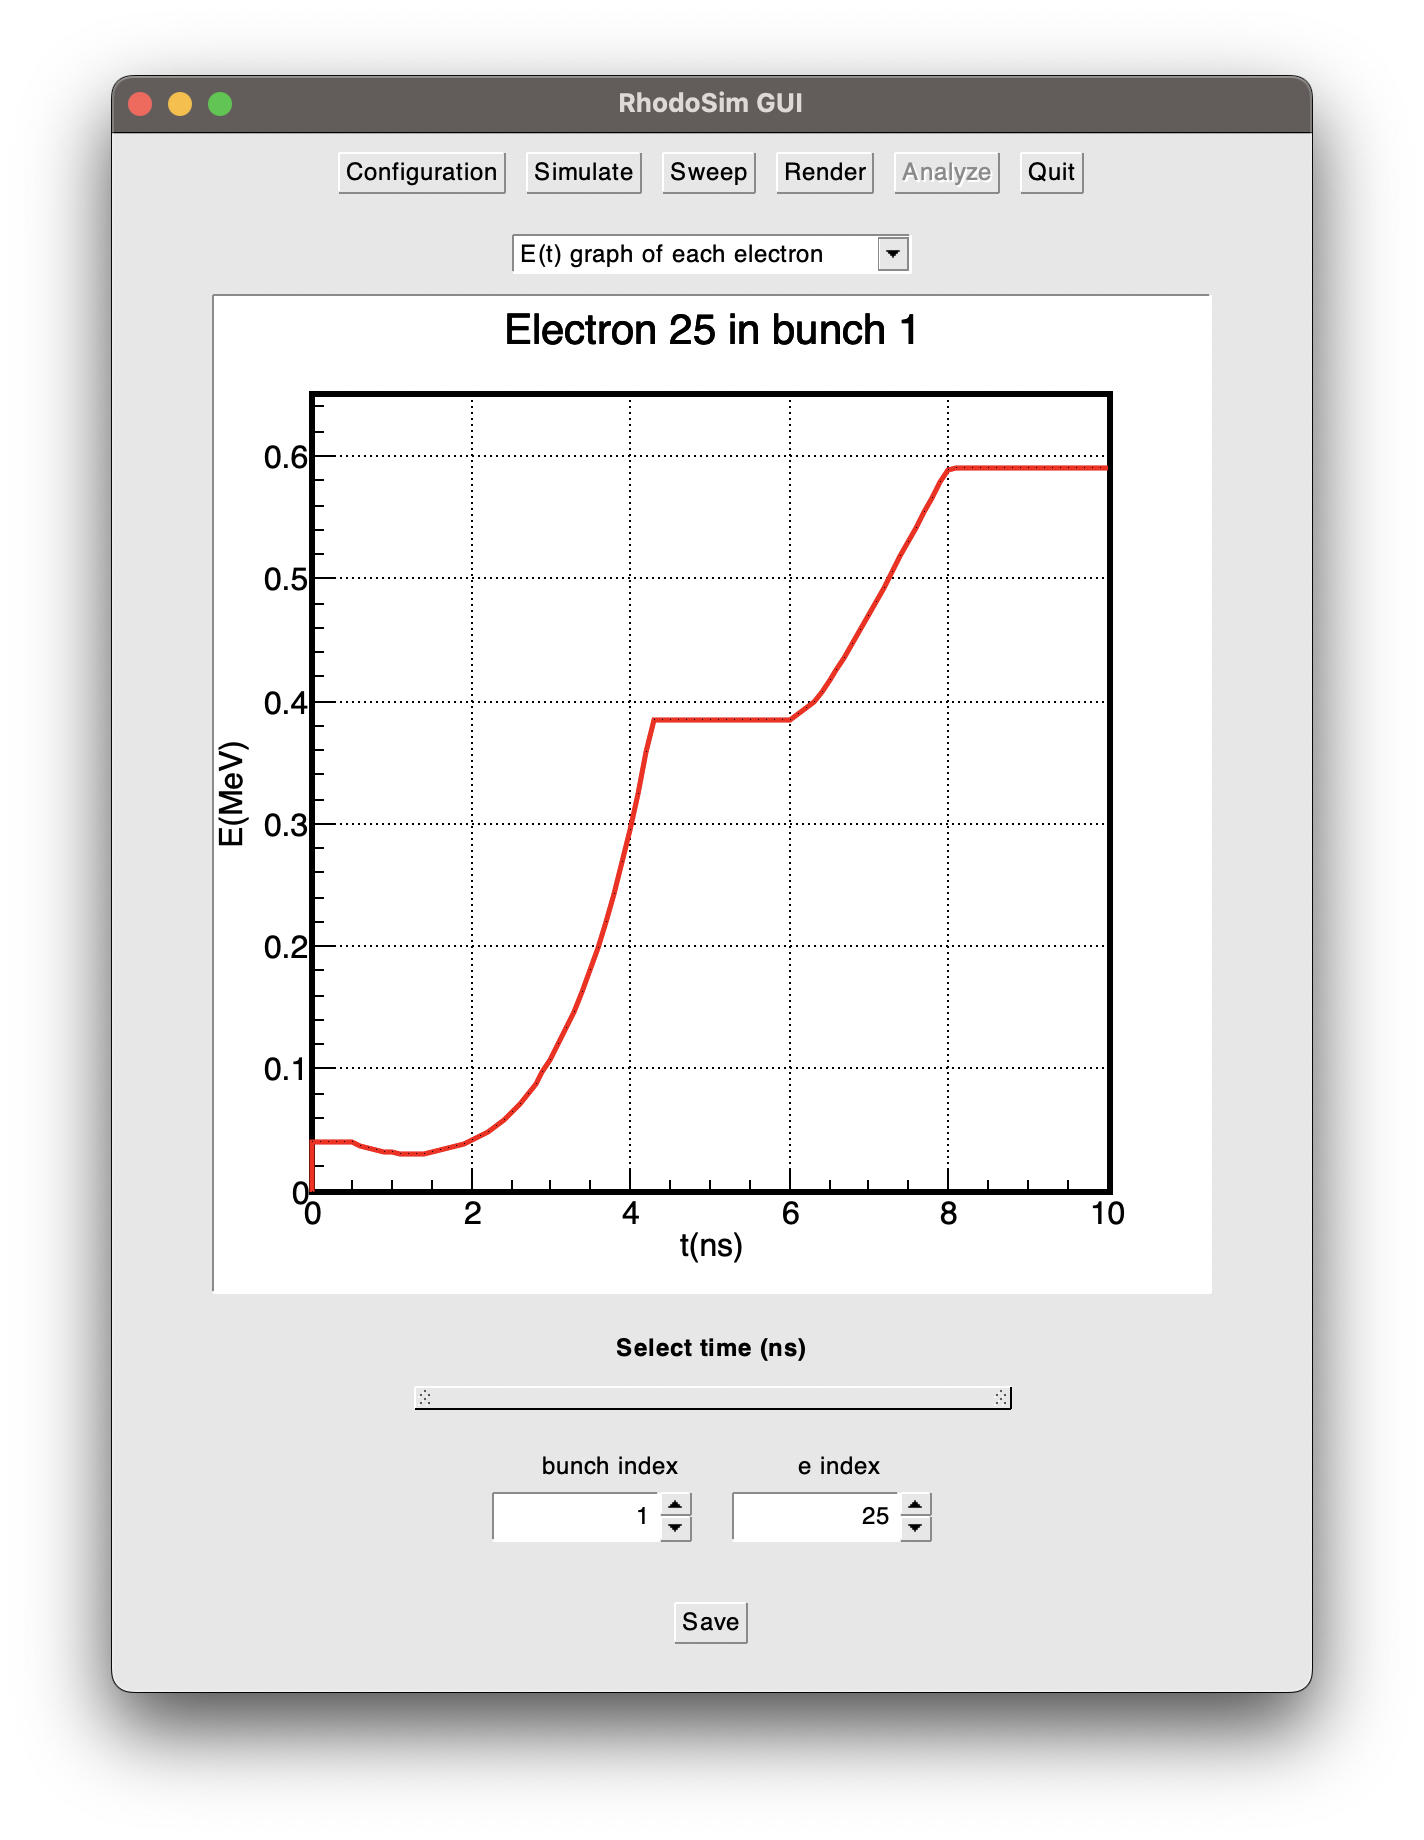 RhodoSim GUI
Configuration Simulate Sweep Render Analyze Quit
E(t) graph of each electron
Electron 25 in bunch 1
E(MeV)
0.6
0.5
0.4
0.3
0.2
0.1
0
0 2 4 6 8 10
t(ns)
Select time (ns)
bunch index e index
1 25
Save